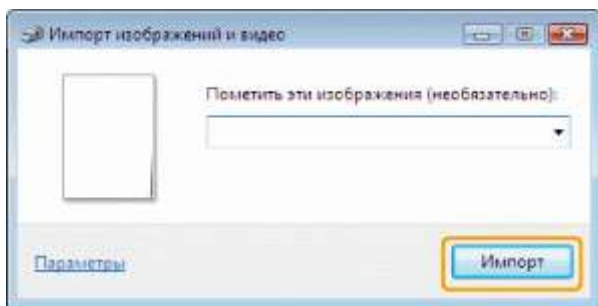 Импорт изображений и видео
Пометить эти изображения (необязательно):
Параметры
Импорт